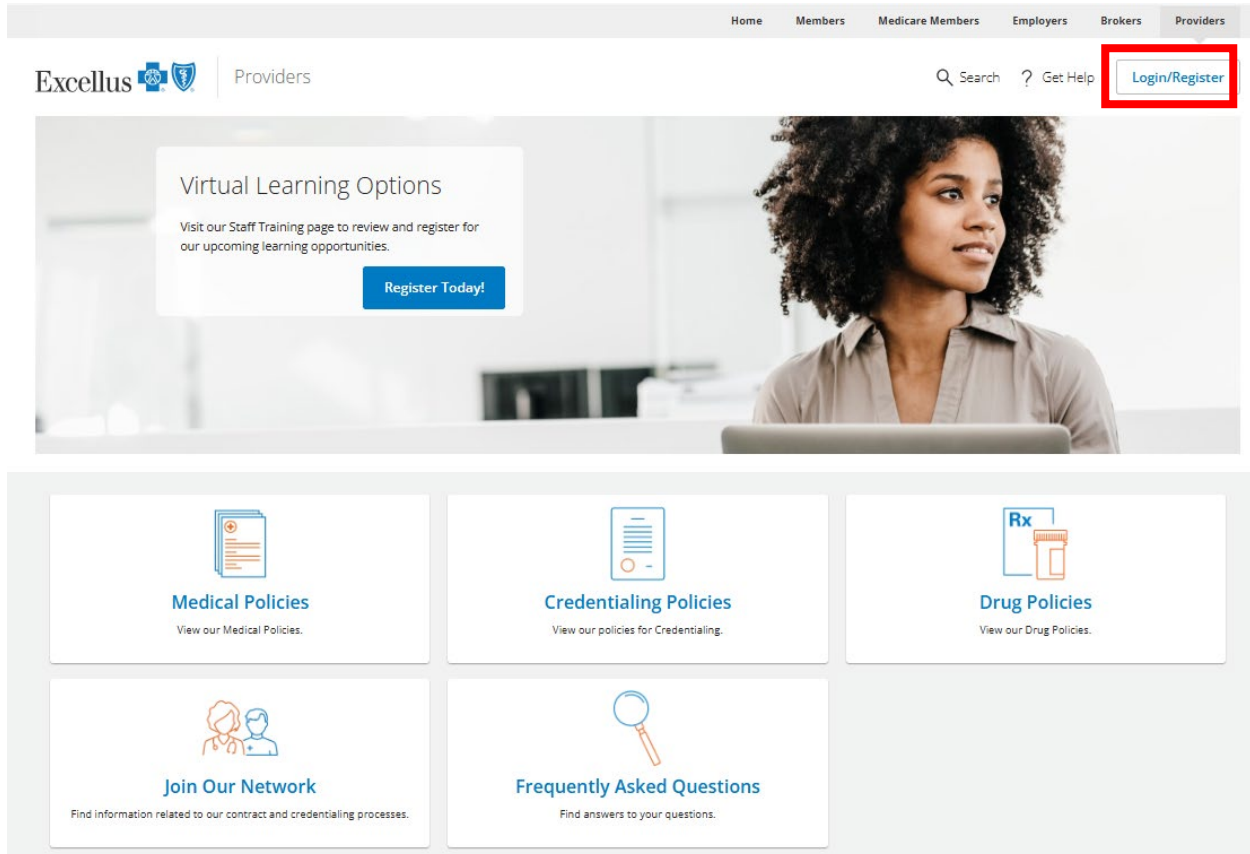 Home Members Medicare Members Employers Brokers Providers
Excellus Providers Search ? Get Help Login/Register
Virtual Learning Options
Visit our Staff Training page to review and register for
our upcoming learning opportunities.
Register Today!
Rx
Medical Policies
View our Medical Policies.
Credentialing Policies
View our policies for Credentialing.
Drug Policies
View our Drug Policies.
Join Our Network
Find information related to our contract and credentialing processes.
Frequently Asked Questions
Find answers to your questions.